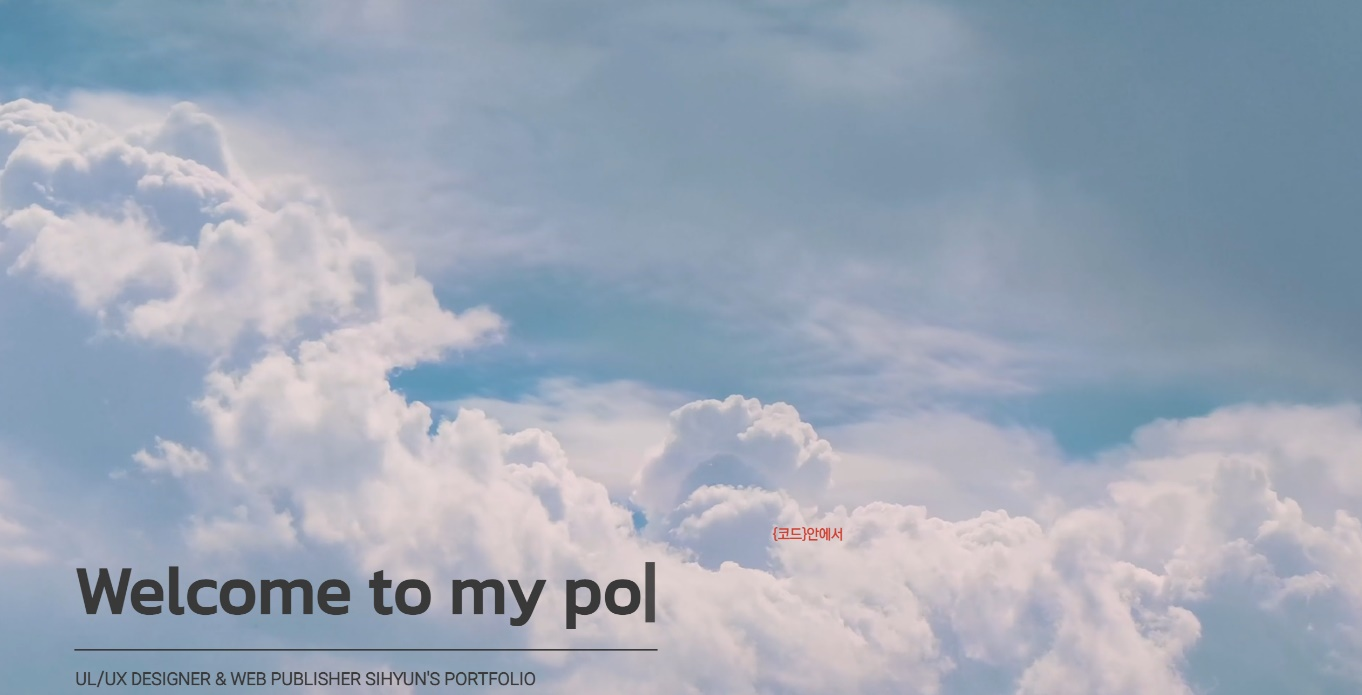 {코드}안에서
Welcome to my po|
UL/UX DESIGNER & WEB PUBLISHER SIHYUN'S PORTFOLIO